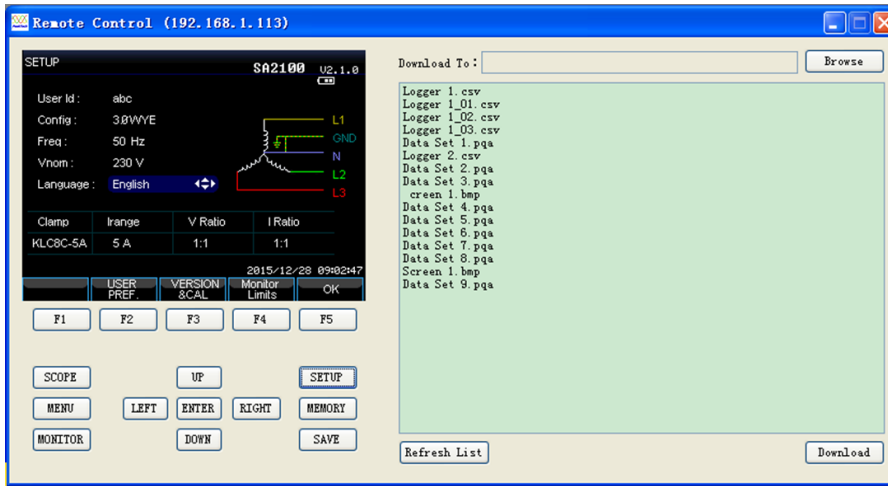 Remote Control (192.168.1.113)
SETUP
SA2100 V2.1.0
User Id : abc
Config : 3ØWYE
Freq : 50 Hz
Vnom : 230 V
Language : English
L1
GND
N
L2
L3
Clamp Irange V Ratio I Ratio
KLC8C-5A 5 A 1:1 1:1
2015/12/28 09:02:47
USER PREF.
VERSION &CAL
Monitor Limits
OK
F1 F2 F3 F4 F5
SCOPE UP SETUP
MENU LEFT ENTER RIGHT MEMORY
MONITOR DOWN SAVE
Download To:
Browse
Logger 1.csv
Logger 1_01.csv
Logger 1_02.csv
Logger 1_03.csv
Data Set 1.pqa
Logger 2.csv
Data Set 2.pqa
Data Set 3.pqa
creen 1.bmp
Data Set 4.pqa
Data Set 5.pqa
Data Set 6.pqa
Data Set 7.pqa
Data Set 8.pqa
Screen 1.bmp
Data Set 9.pqa
Refresh List
Download